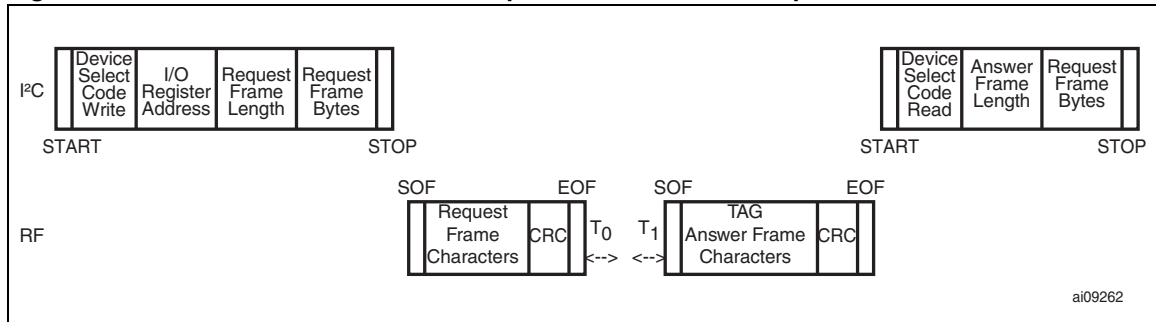 I²C
Device Select Code Write
I/O Register Address
Request Frame Length
Request Frame Bytes
Device Select Code Read
Answer Frame Length
Request Frame Bytes
START
STOP
START
STOP
SOF
EOF
SOF
EOF
RF
Request Frame Characters
CRC
T0
<-->
T1
<-->
TAG Answer Frame Characters
CRC
ai09262